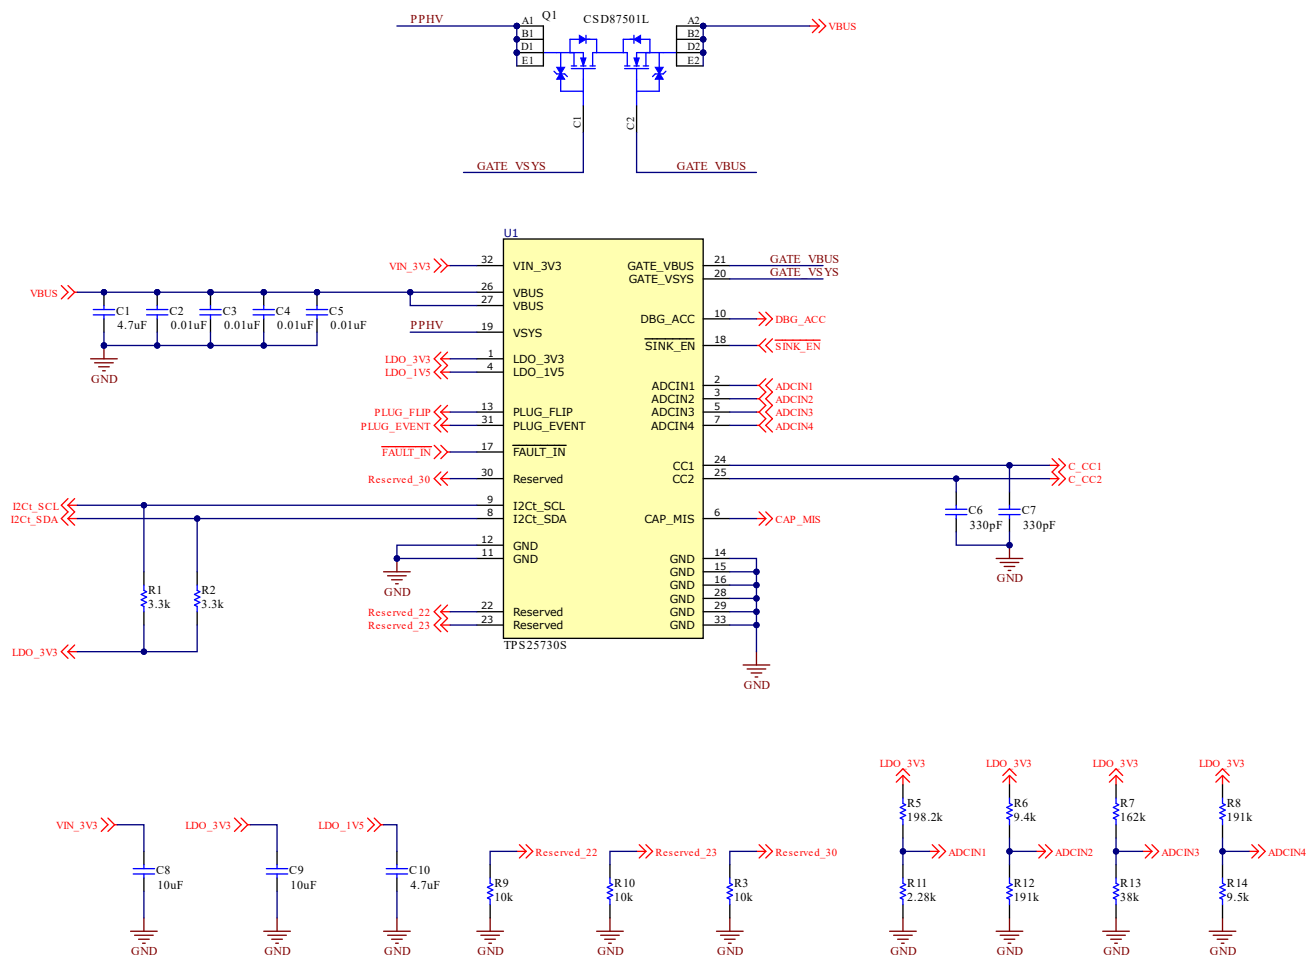 PPHV
A1
B1
D1
E1
Q1
CSD87501L
A2
B2
D2
E2
VBUS
C1
C2
GATE_VSYS
GATE_VBUS
U1
VIN_3V3
32
VIN_3V3
GATE_VBUS
21
GATE_VBUS
GATE_VSYS
20
GATE_VSYS
VBUS
26
VBUS
27
VBUS
C1
4.7uF
C2
0.01uF
C3
0.01uF
C4
0.01uF
C5
0.01uF
GND
DBG_ACC
10
DBG_ACC
PPHV
19
VSYS
SINK_EN
18
SINK_EN
LDO_3V3
1
LDO_3V3
LDO_1V5
4
LDO_1V5
ADCIN1
2
ADCIN1
ADCIN2
3
ADCIN2
ADCIN3
5
ADCIN3
ADCIN4
7
ADCIN4
PLUG_FLIP
13
PLUG_FLIP
PLUG_EVENT
31
PLUG_EVENT
FAULT_IN
17
FAULT_IN
CC1
24
C_CC1
CC2
25
C_CC2
Reserved_30
30
Reserved
I2Ct_SCL
9
I2Ct_SCL
I2Ct_SDA
8
I2Ct_SDA
CAP_MIS
6
CAP_MIS
C6
330pF
C7
330pF
GND
12
GND
11
GND
GND
GND
14
GND
15
GND
16
GND
28
GND
29
GND
33
R1
3.3k
R2
3.3k
Reserved_22
22
Reserved
Reserved_23
23
Reserved
TPS25730S
LDO_3V3
GND
VIN_3V3
C8
10uF
GND
LDO_3V3
C9
10uF
GND
LDO_1V5
C10
4.7uF
GND
Reserved_22
R9
10k
GND
Reserved_23
R10
10k
GND
Reserved_30
R3
10k
GND
LDO_3V3
R5
198.2k
ADCIN1
R11
2.28k
GND
LDO_3V3
R6
9.4k
ADCIN2
R12
191k
GND
LDO_3V3
R7
162k
ADCIN3
R13
38k
GND
LDO_3V3
R8
191k
ADCIN4
R14
9.5k
GND